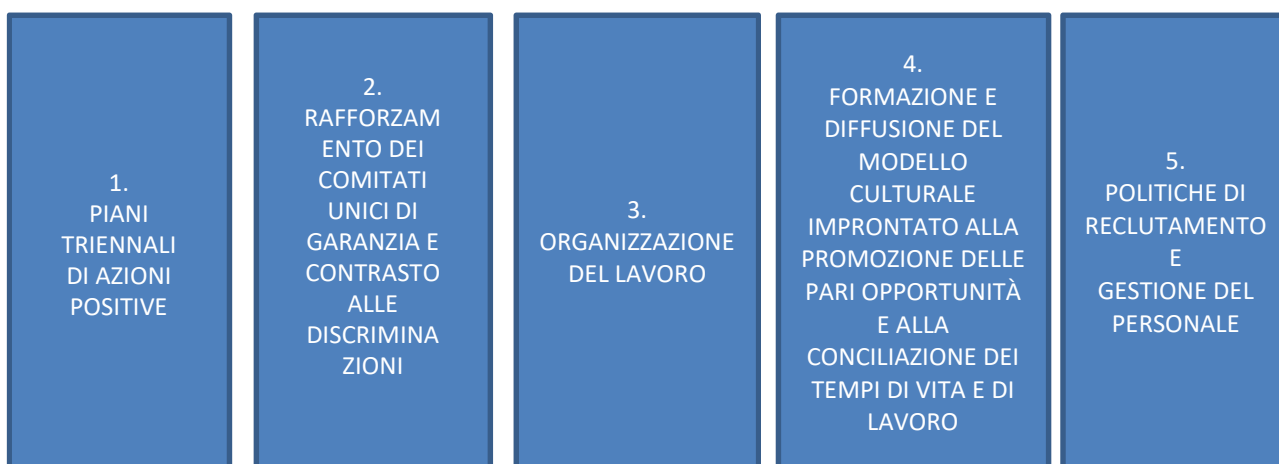 1.
PIANI
TRIENNALI
DI AZIONI
POSITIVE
2.
RAFFORZAM
ENTO DEI
COMITATI
UNICI DI
GARANZIA E
CONTRASTO
ALLE
DISCRIMINA
ZIONI
3.
ORGANIZZAZIONE
DEL LAVORO
4.
FORMAZIONE E
DIFFUSIONE DEL
MODELLO
CULTURALE
IMPRONTATO ALLA
PROMOZIONE DELLE
PARI OPPORTUNITÀ
E ALLA
CONCILIAZIONE DEI
TEMPI DI VITA E DI
LAVORO
5.
POLITICHE DI
RECLUTAMENTO
E
GESTIONE DEL
PERSONALE